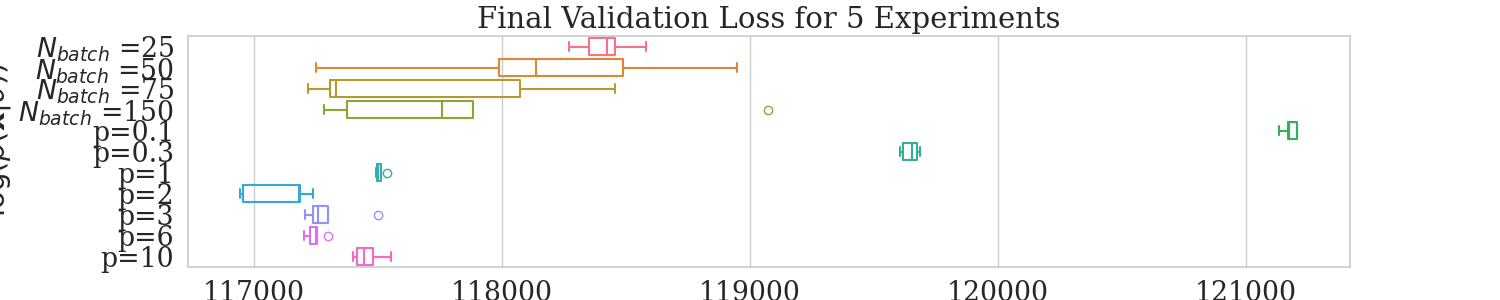 Final Validation Loss for 5 Experiments
N_batch =25
N_batch =50
N_batch =75
N_batch =150
p=0.1
p=0.3
p=1
p=2
p=3
p=6
p=10
117000 118000 119000 120000 121000